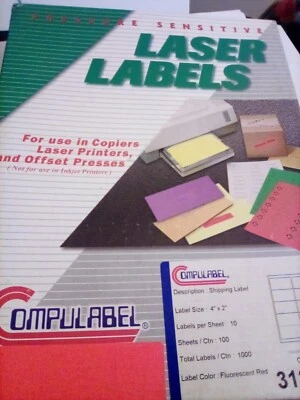 PRESSURE SENSITIVE
LASER
LABELS
For use in Copiers
Laser Printers,
and Offset Presses
( Not for use in Inkjet Printers )
COMPULABEL®
COMPULABEL®
Description : Shipping Label
Label Size : 4" x 2"
Labels per Sheet : 10
Sheets / Ctn : 100
Total Labels / Ctn : 1000
Label Color : Fluorescent Red